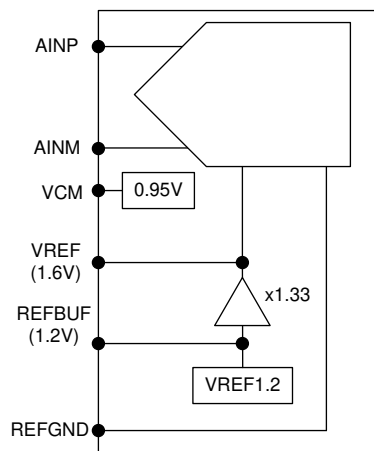 AINP
AINM
VCM
0.95V
VREF
(1.6V)
x1.33
REFBUF
(1.2V)
VREF1.2
REFGND